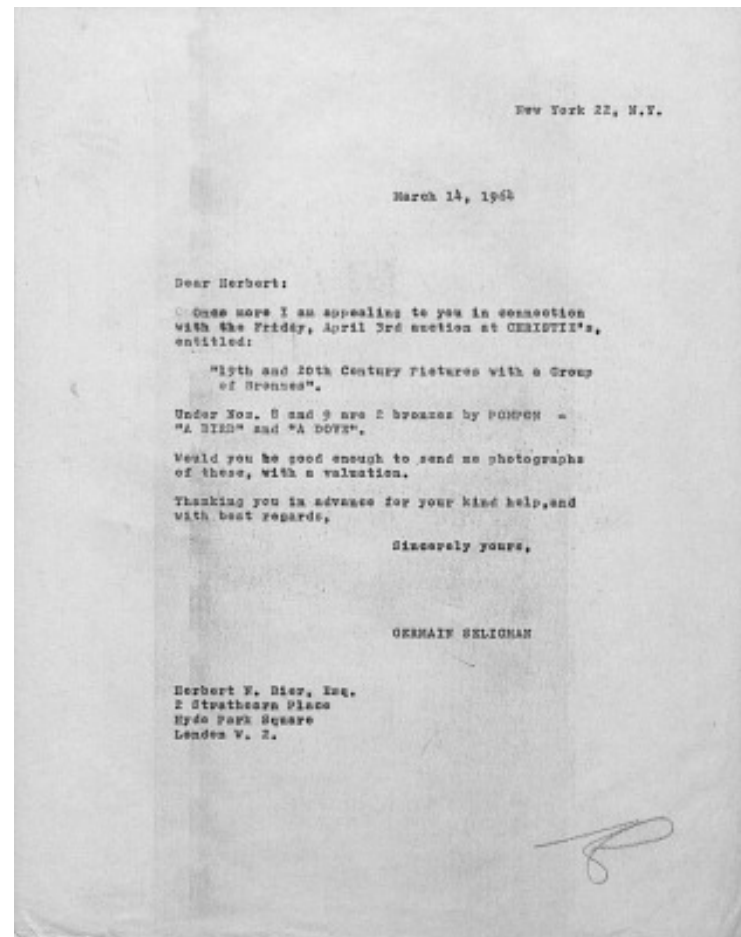 New York 22, N.Y.
March 14, 1964
Dear Herbert:
Once more I am appealing to you in connection
with the Friday, April 3rd auction at CHRISTIE's,
entitled:
"19th and 20th Century Pictures with a Group
of Bronzes".
Under Nos. 8 and 9 are 2 bronzes by POMPON -
"A BIRD" and "A DOVE".
Would you be good enough to send me photographs
of these, with a valuation.
Thanking you in advance for your kind help,and
with best regards,
Sincerely yours,
GERMAIN SELIGMAN
Herbert N. Bier, Esq.
2 Strathearn Place
Hyde Park Square
London W. 2.